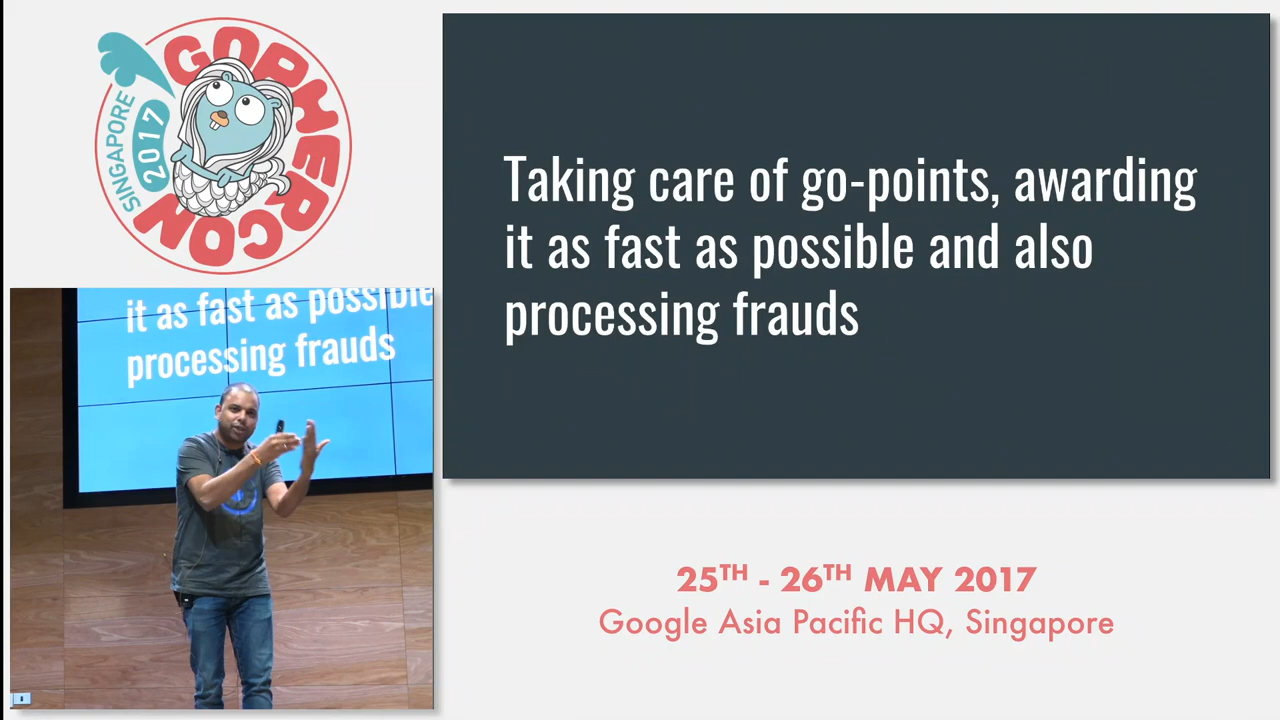 GOPHERCON
SINGAPORE
2017
Taking care of go-points, awarding
it as fast as possible and also
processing frauds
it as fast as possible
processing frauds
25TH - 26TH MAY 2017
Google Asia Pacific HQ, Singapore